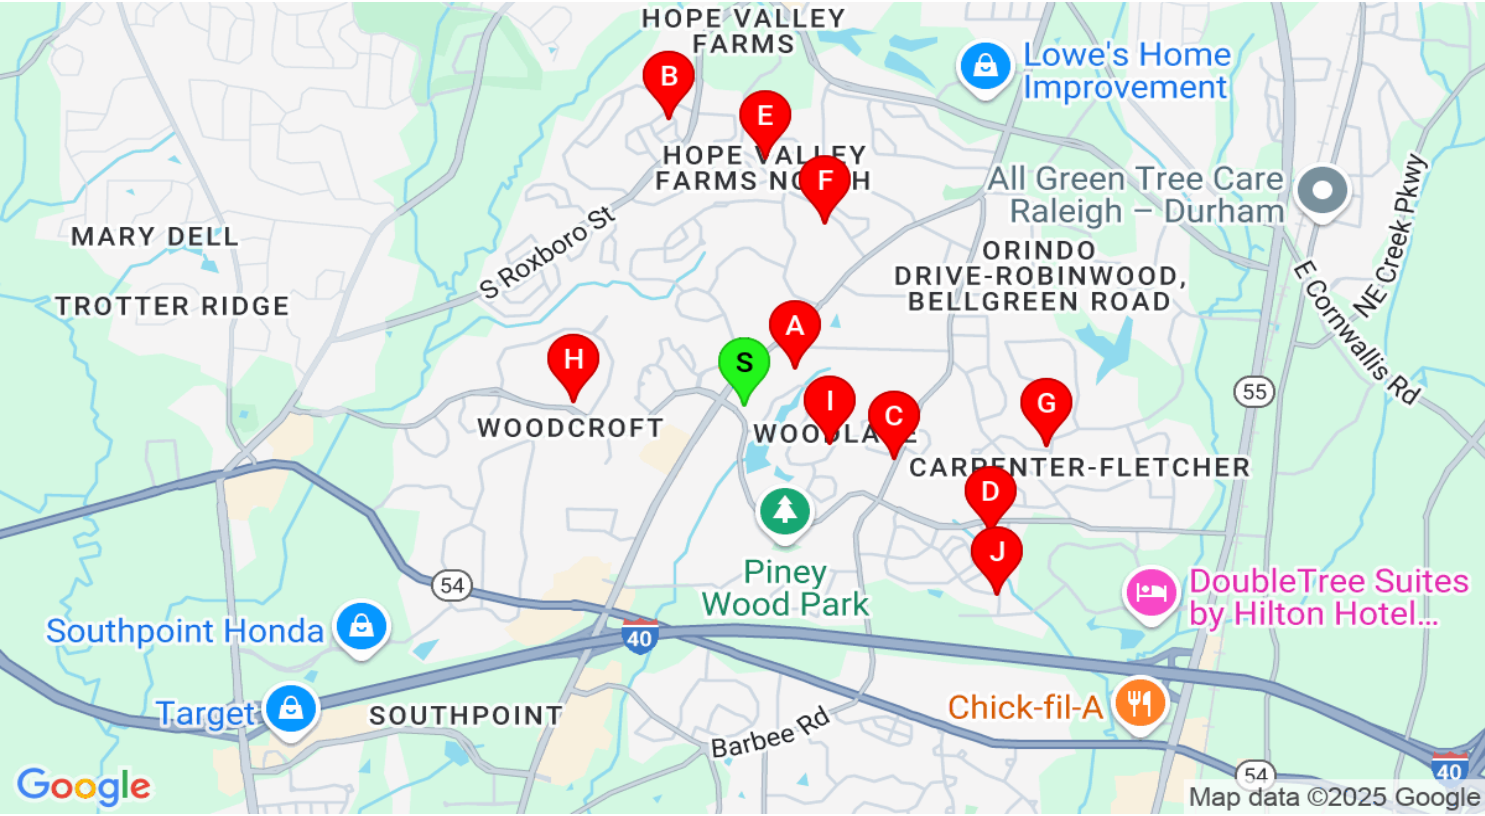 HOPE VALLEY
FARMS
B
Lowe's Home
Improvement
E
HOPE VALLEY
FARMS NORTH
F
All Green Tree Care
Raleigh – Durham
NE Creek Pkwy
MARY DELL
S Roxboro St
ORINDO
DRIVE-ROBINWOOD,
BELLGREEN ROAD
E Cornwallis Rd
TROTTER RIDGE
A
H
S
I
C
G
55
WOODCROFT
WOODLAKE
CARPENTER-FLETCHER
D
J
54
Piney
Wood Park
DoubleTree Suites
by Hilton Hotel...
Southpoint Honda
40
Target
SOUTHPOINT
Barbee Rd
Chick-fil-A
54
40
Google
Map data ©2025 Google